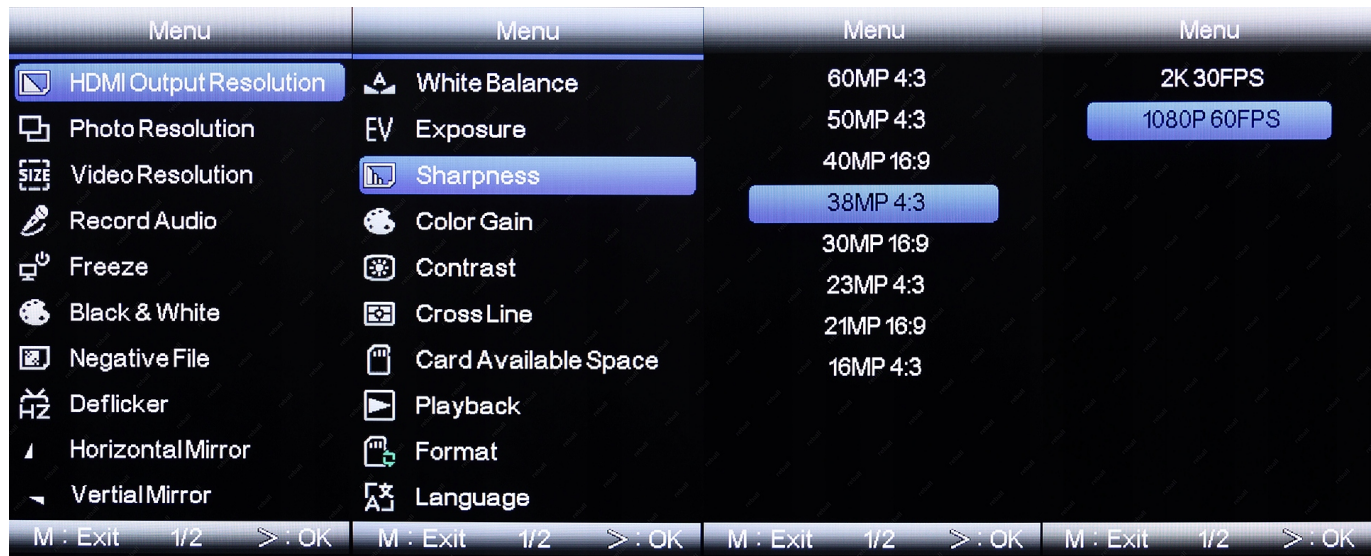 Menu
HDMI Output Resolution
Photo Resolution
SIZE Video Resolution
Record Audio
Freeze
Black & White
Negative File
HZ Deflicker
Horizontal Mirror
Vertial Mirror
M : Exit 1/2 > : OK
Menu
A White Balance
EV Exposure
Sharpness
Color Gain
Contrast
Cross Line
Card Available Space
Playback
Format
A文 Language
M : Exit 1/2 > : OK
Menu
60MP 4:3
50MP 4:3
40MP 16:9
38MP 4:3
30MP 16:9
23MP 4:3
21MP 16:9
16MP 4:3
M : Exit 1/2 > : OK
Menu
2K 30FPS
1080P 60FPS
M : Exit 1/2 > : OK